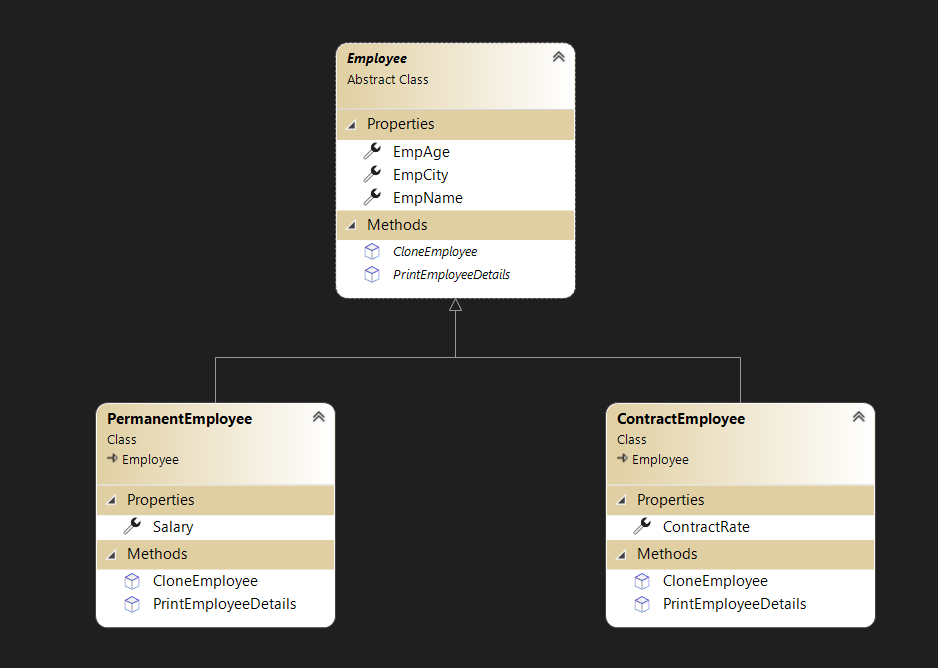 Employee
Abstract Class
Properties
EmpAge
EmpCity
EmpName
Methods
CloneEmployee
PrintEmployeeDetails
PermanentEmployee
Class
Employee
Properties
Salary
Methods
CloneEmployee
PrintEmployeeDetails
ContractEmployee
Class
Employee
Properties
ContractRate
Methods
CloneEmployee
PrintEmployeeDetails